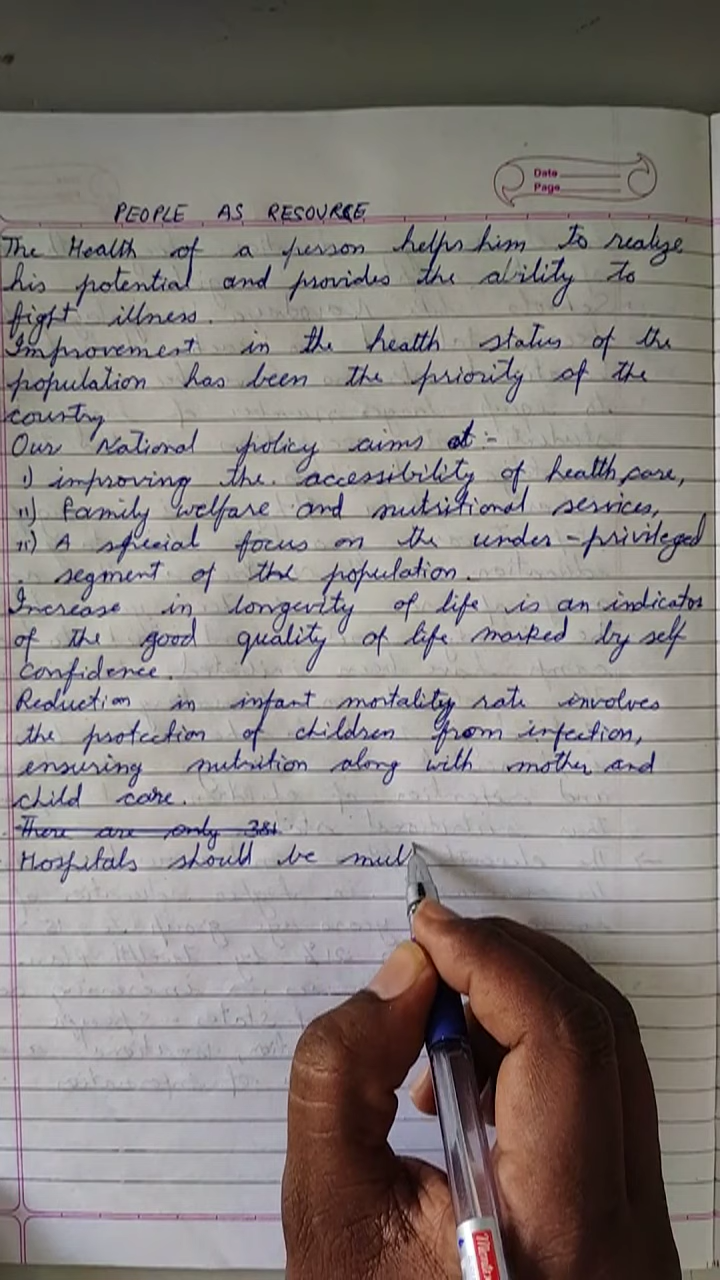 Date
Page
PEOPLE AS RESOURCE
The Health of a person helps him to realize
his potential and provides the ability to
fight illness.
Improvement in the health status of the
population has been the priority of the
country
Our National policy aims at :-
i) improving the accessibility of health care,
ii) family welfare and nutritional services,
iii) A special focus on the under-privileged
segment of the population.
Increase in longevity of life is an indicator
of the good quality of life marked by self
confidence.
Reduction in infant mortality rate involves
the protection of children from infection,
ensuring nutrition along with mother and
child care.
There are only 381
Hospitals should be mul